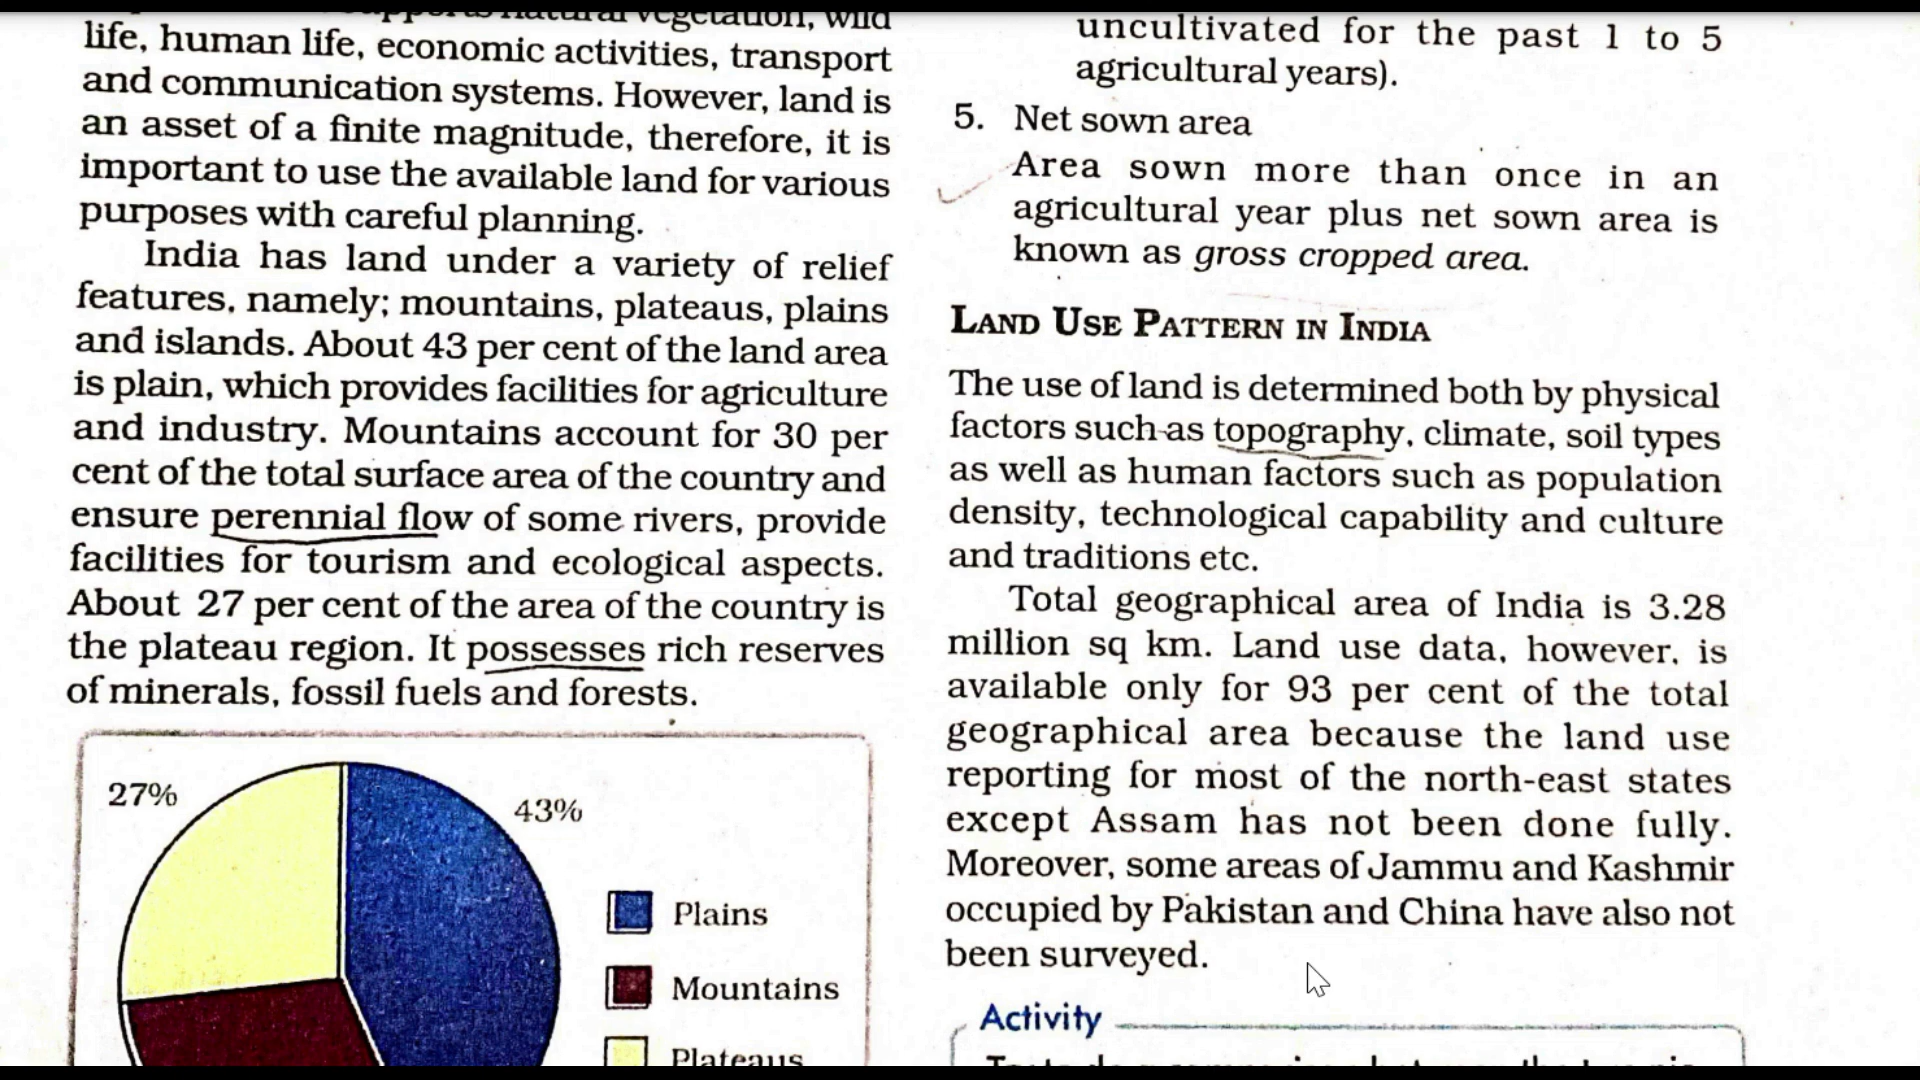 supports natural vegetation, wild
life, human life, economic activities, transport
and communication systems. However, land is
an asset of a finite magnitude, therefore, it is
important to use the available land for various
purposes with careful planning.
India has land under a variety of relief
features, namely; mountains, plateaus, plains
and islands. About 43 per cent of the land area
is plain, which provides facilities for agriculture
and industry. Mountains account for 30 per
cent of the total surface area of the country and
ensure perennial flow of some rivers, provide
facilities for tourism and ecological aspects.
About 27 per cent of the area of the country is
the plateau region. It possesses rich reserves
of minerals, fossil fuels and forests.
27%
43%
Plains
Mountains
Plateaus
uncultivated for the past 1 to 5
agricultural years).
5. Net sown area
Area sown more than once in an
agricultural year plus net sown area is
known as gross cropped area.
LAND USE PATTERN IN INDIA
The use of land is determined both by physical
factors such as topography, climate, soil types
as well as human factors such as population
density, technological capability and culture
and traditions etc.
Total geographical area of India is 3.28
million sq km. Land use data, however, is
available only for 93 per cent of the total
geographical area because the land use
reporting for most of the north-east states
except Assam has not been done fully.
Moreover, some areas of Jammu and Kashmir
occupied by Pakistan and China have also not
been surveyed.
Activity